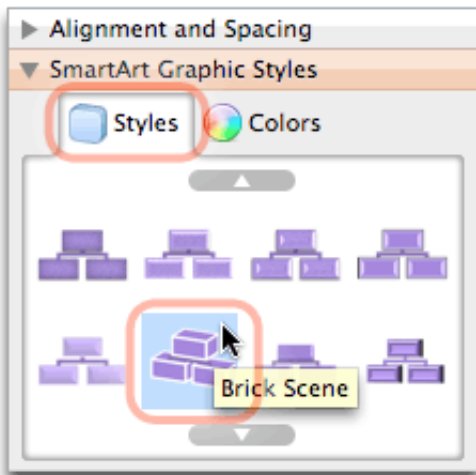 Alignment and Spacing
SmartArt Graphic Styles
Styles Colors
Brick Scene